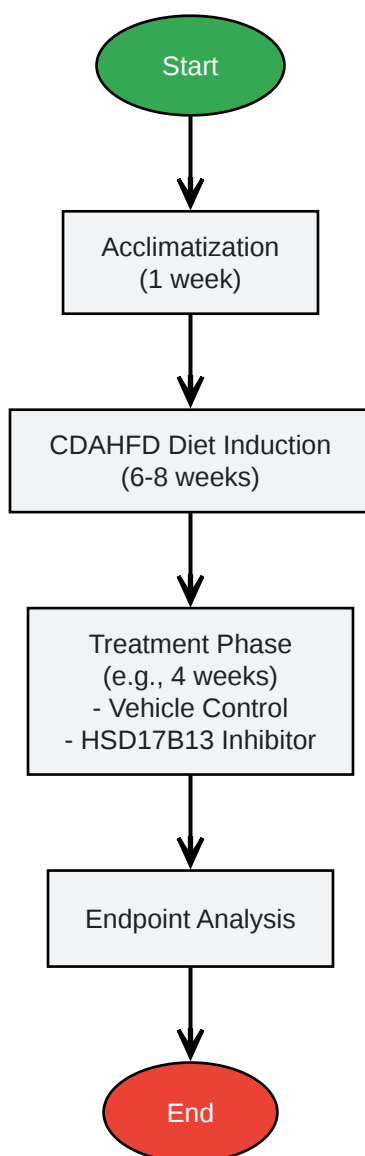 Start
Acclimatization
(1 week)
CDAHFD Diet Induction
(6-8 weeks)
Treatment Phase
(e.g., 4 weeks)
- Vehicle Control
- HSD17B13 Inhibitor
Endpoint Analysis
End